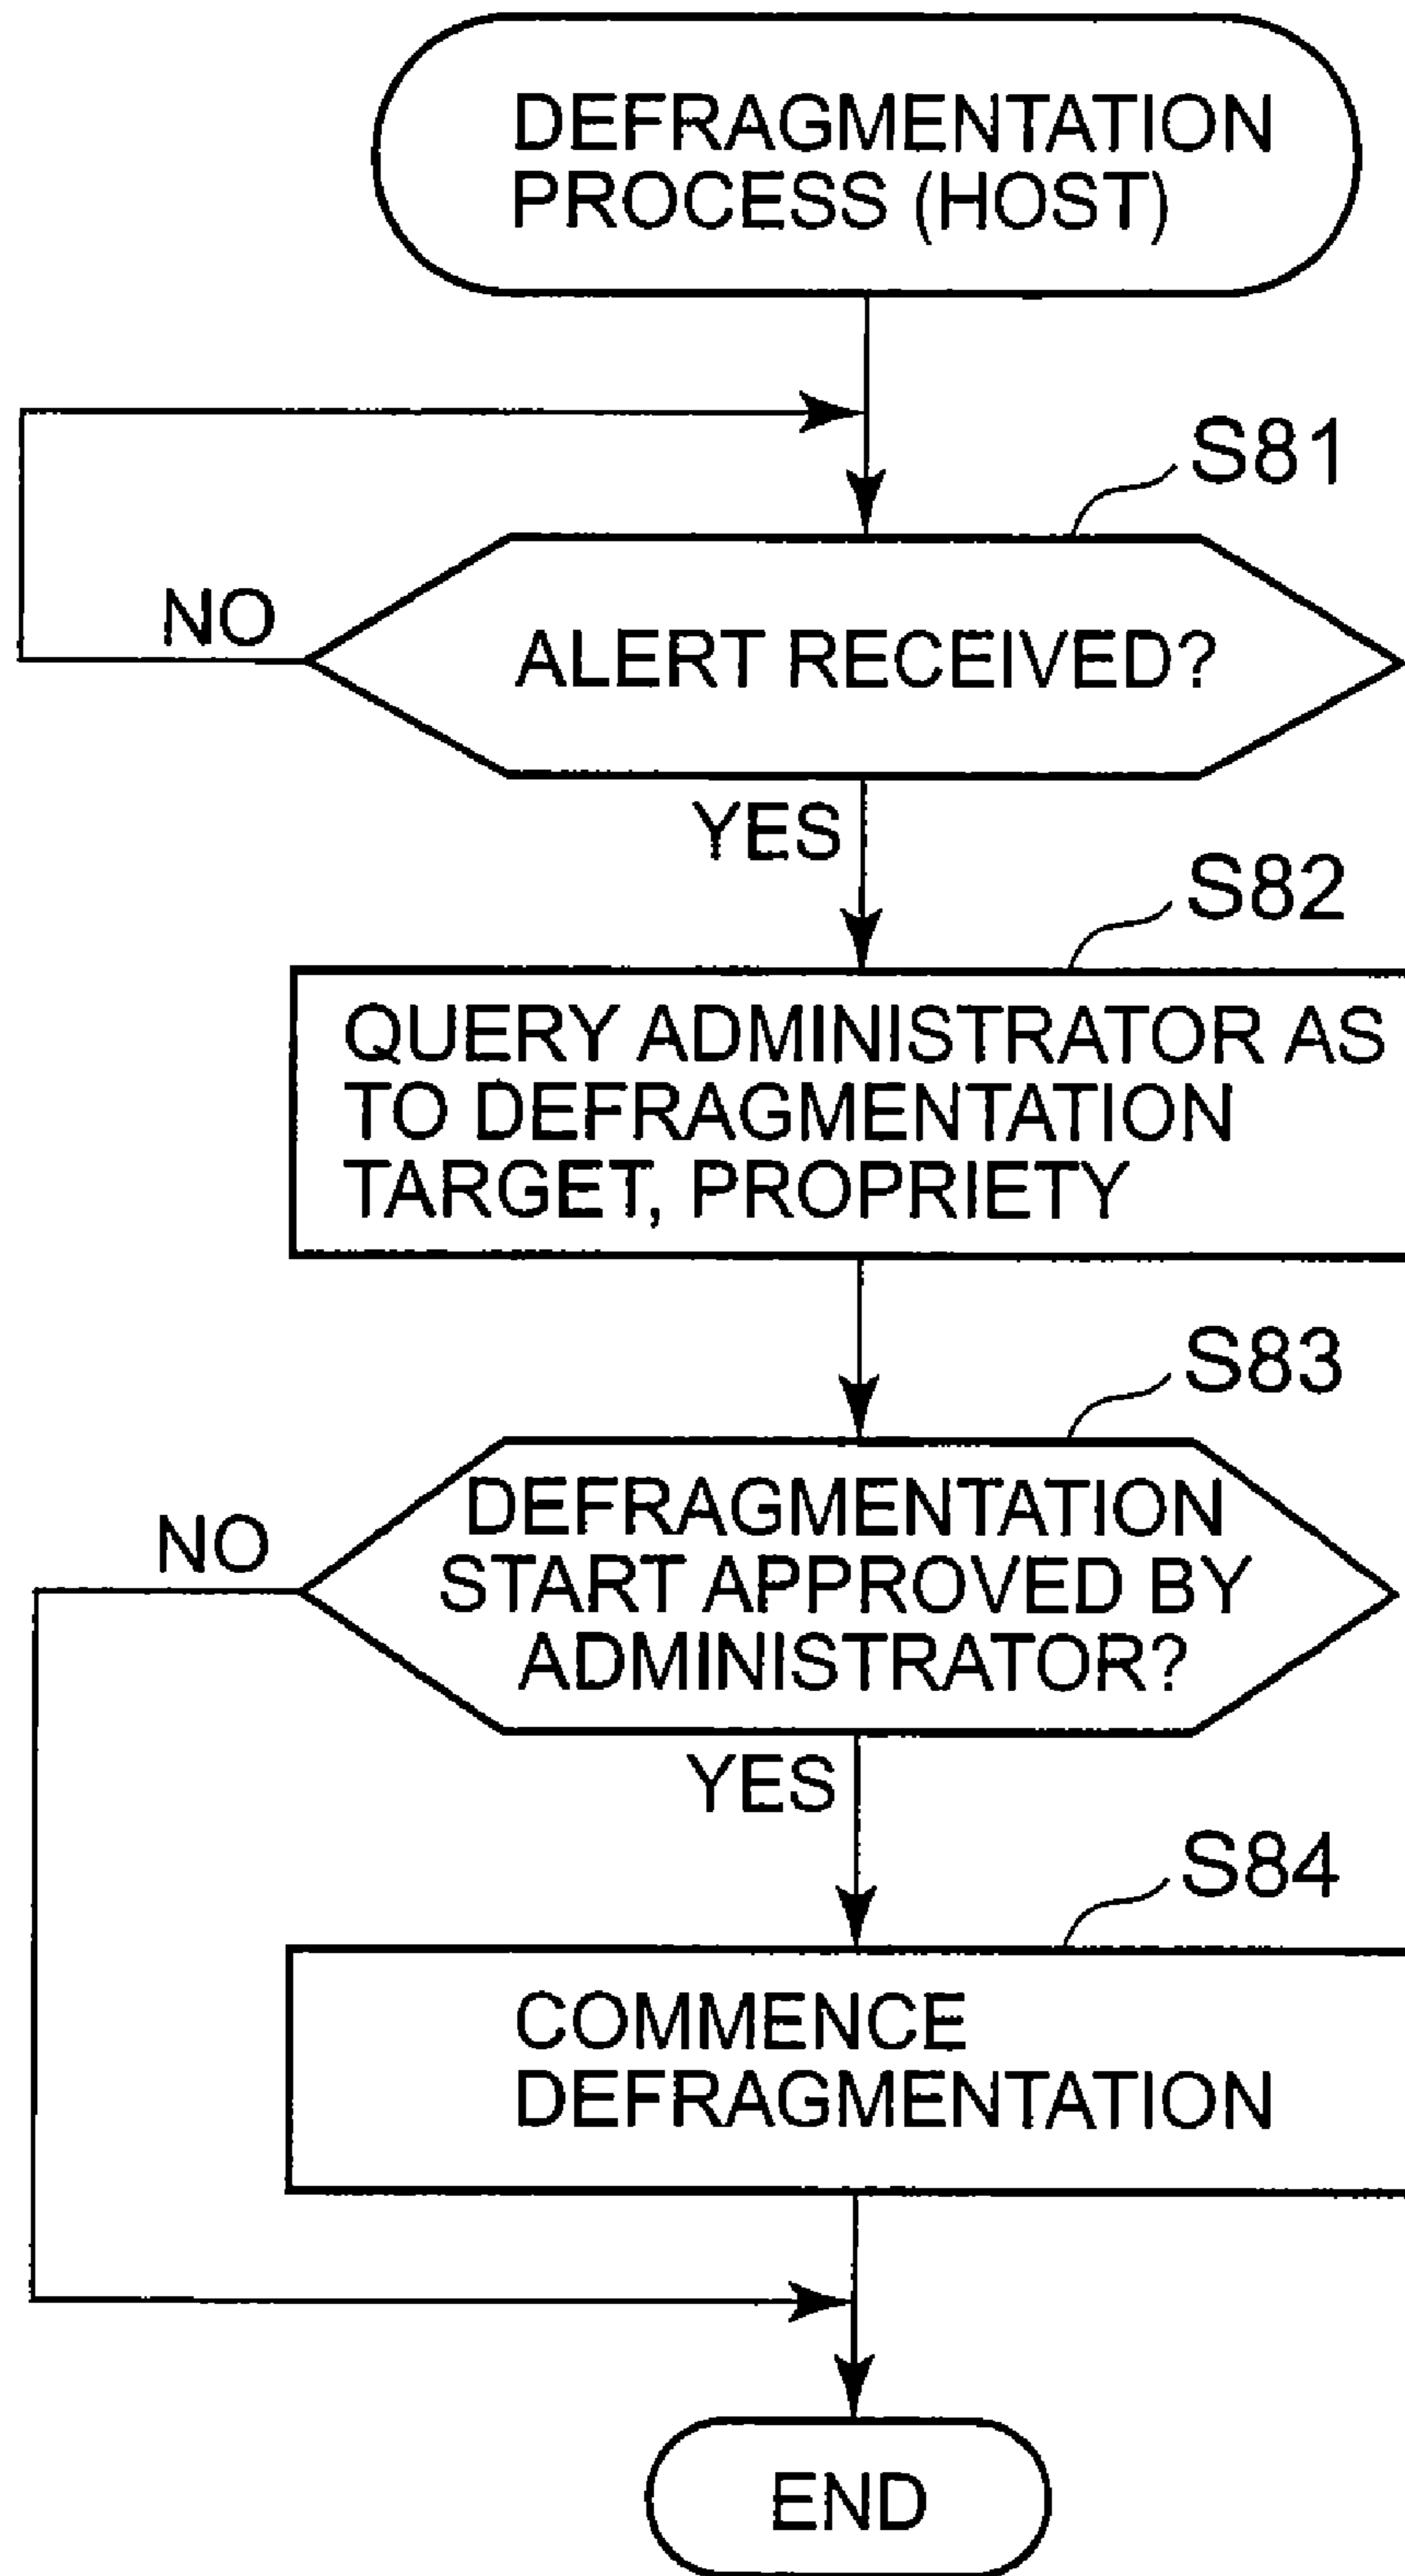 DEFRAGMENTATION
PROCESS (HOST)
S81
NO
ALERT RECEIVED?
YES
S82
QUERY ADMINISTRATOR AS
TO DEFRAGMENTATION
TARGET, PROPRIETY
S83
NO
DEFRAGMENTATION
START APPROVED BY
ADMINISTRATOR?
YES
S84
COMMENCE
DEFRAGMENTATION
END